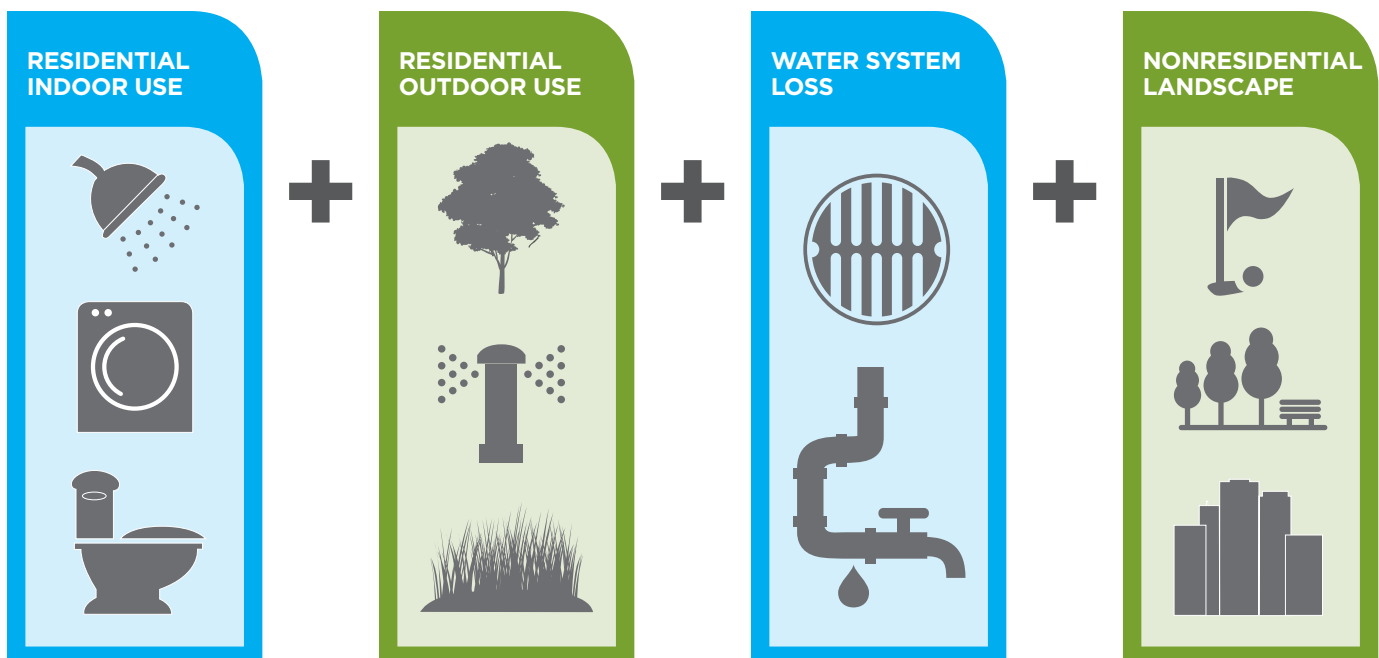 RESIDENTIAL
INDOOR USE
RESIDENTIAL
OUTDOOR USE
WATER SYSTEM
LOSS
NONRESIDENTIAL
LANDSCAPE